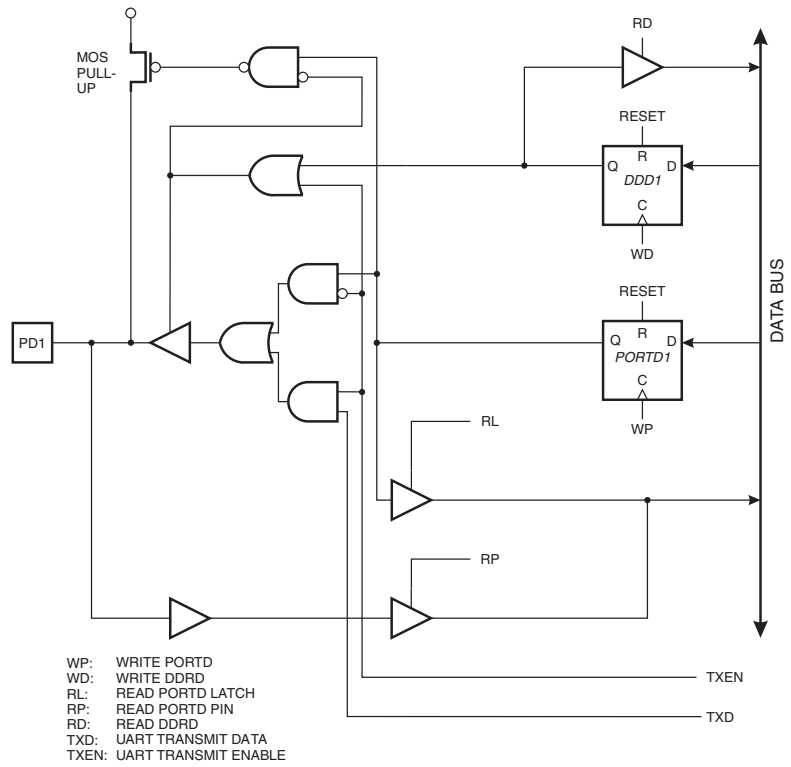 RD
MOS
PULL-
UP
RESET
R
Q
D
DDD1
C
WD
RESET
R
Q
D
PORTD1
C
WP
DATA BUS
PD1
RL
RP
WP: WRITE PORTD
WD: WRITE DDRD
RL: READ PORTD LATCH
RP: READ PORTD PIN
RD: READ DDRD
TXD: UART TRANSMIT DATA
TXEN: UART TRANSMIT ENABLE
TXEN
TXD